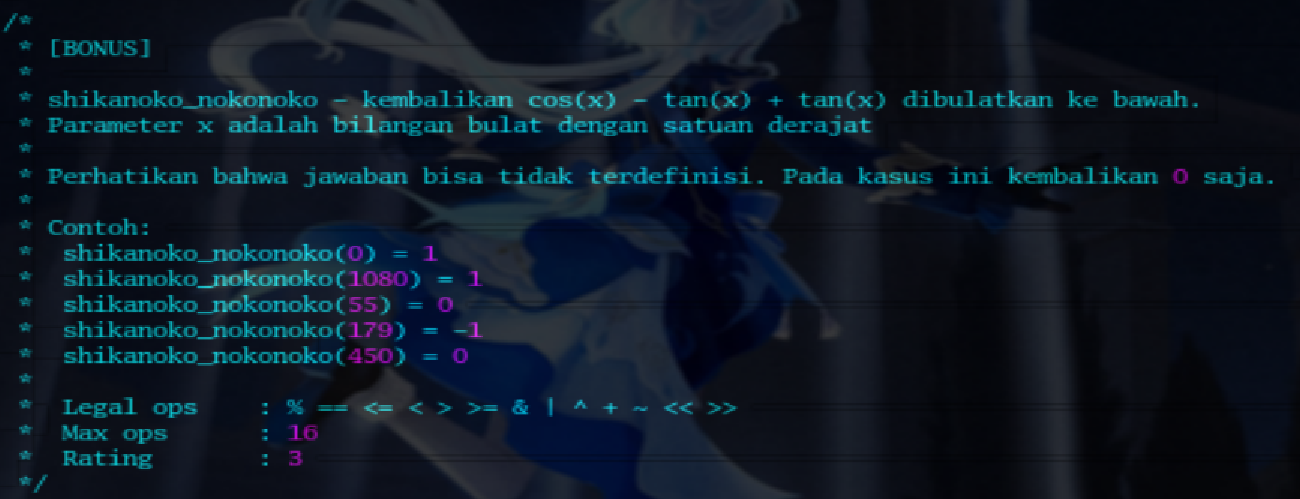 /*
* [BONUS]
*
* shikanoko_nokonoko - kembalikan cos(x) - tan(x) + tan(x) dibulatkan ke bawah.
* Parameter x adalah bilangan bulat dengan satuan derajat
*
* Perhatikan bahwa jawaban bisa tidak terdefinisi. Pada kasus ini kembalikan 0 saja.
*
* Contoh:
* shikanoko_nokonoko(0) = 1
* shikanoko_nokonoko(1080) = 1
* shikanoko_nokonoko(55) = 0
* shikanoko_nokonoko(179) = -1
* shikanoko_nokonoko(450) = 0
*
* Legal ops : % == <= < > >= & | ^ + ~ << >>
* Max ops : 16
* Rating : 3
*/